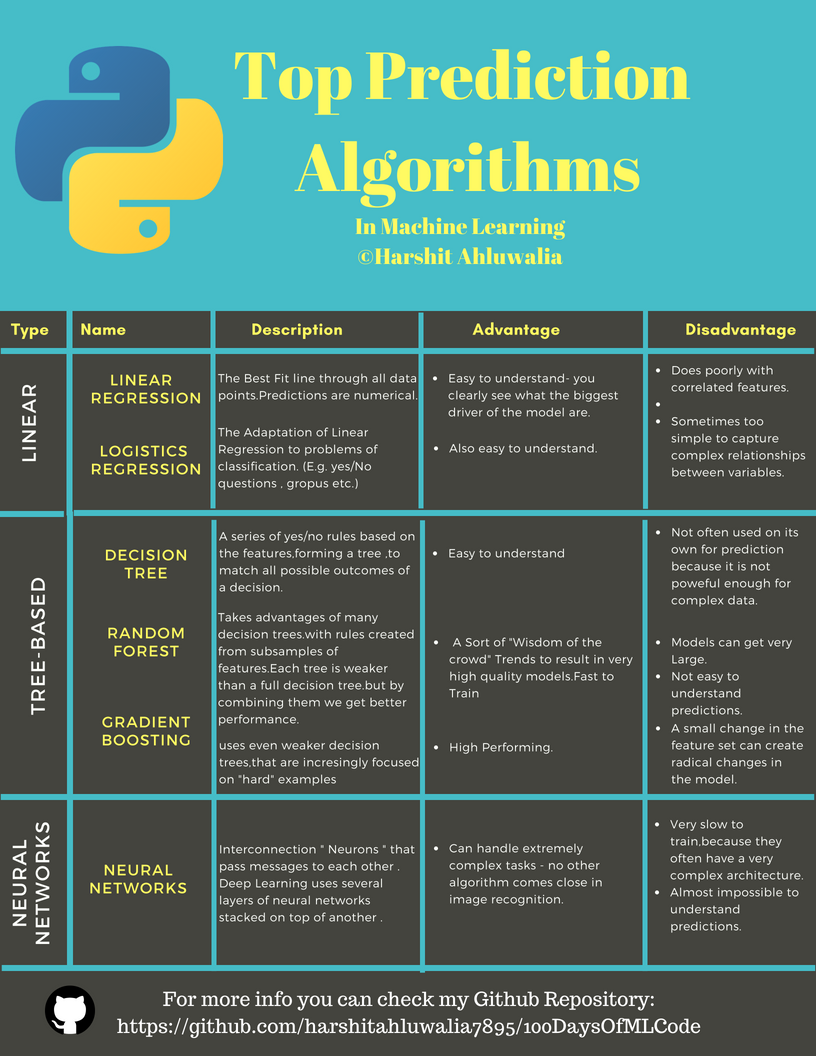 Top Prediction
Algorithms
In Machine Learning
©Harshit Ahluwalia
Type
Name
Description
Advantage
Disadvantage
LINEAR
LINEAR
REGRESSION
The Best Fit line through all data
points.Predictions are numerical.
• Easy to understand- you
clearly see what the biggest
driver of the model are.
• Does poorly with
correlated features.
•
• Sometimes too
simple to capture
complex relationships
between variables.
LOGISTICS
REGRESSION
The Adaptation of Linear
Regression to problems of
classification. (E.g. yes/No
questions , gropus etc.)
• Also easy to understand.
TREE-BASED
DECISION
TREE
A series of yes/no rules based on
the features,forming a tree ,to
match all possible outcomes of
a decision.
• Easy to understand
• Not often used on its
own for prediction
because it is not
poweful enough for
complex data.
RANDOM
FOREST
Takes advantages of many
decision trees.with rules created
from subsamples of
features.Each tree is weaker
than a full decision tree.but by
combining them we get better
performance.
• A Sort of "Wisdom of the
crowd" Trends to result in very
high quality models.Fast to
Train
• Models can get very
Large.
• Not easy to
understand
predictions.
GRADIENT
BOOSTING
uses even weaker decision
trees,that are incresingly focused
on "hard" examples
• High Performing.
• A small change in the
feature set can create
radical changes in
the model.
NEURAL
NETWORKS
NEURAL
NETWORKS
Interconnection " Neurons " that
pass messages to each other .
Deep Learning uses several
layers of neural networks
stacked on top of another .
• Can handle extremely
complex tasks - no other
algorithm comes close in
image recognition.
• Very slow to
train,because they
often have a very
complex architecture.
• Almost impossible to
understand
predictions.
For more info you can check my Github Repository:
https://github.com/harshitahluwalia7895/100DaysOfMLCode